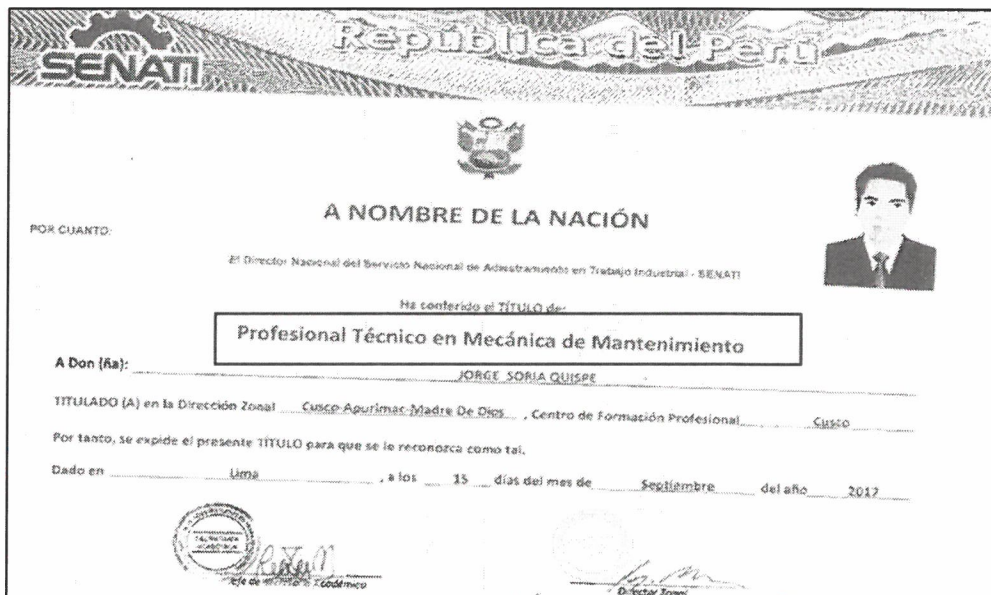 SENATI
República del Perú
A NOMBRE DE LA NACIÓN
POR CUANTO:
El Director Nacional del Servicio Nacional de Adiestramiento en Trabajo Industrial - SENATI
Ha conferido el TÍTULO de:
Profesional Técnico en Mecánica de Mantenimiento
A Don (ña): JORGE SORIA QUISPE
TITULADO (A) en la Dirección Zonal Cusco-Apurimac-Madre De Dios , Centro de Formación Profesional Cusco
Por tanto, se expide el presente TÍTULO para que se le reconozca como tal.
Dado en Lima , a los 15 días del mes de Septiembre del año 2017
Académico
Director Zonal